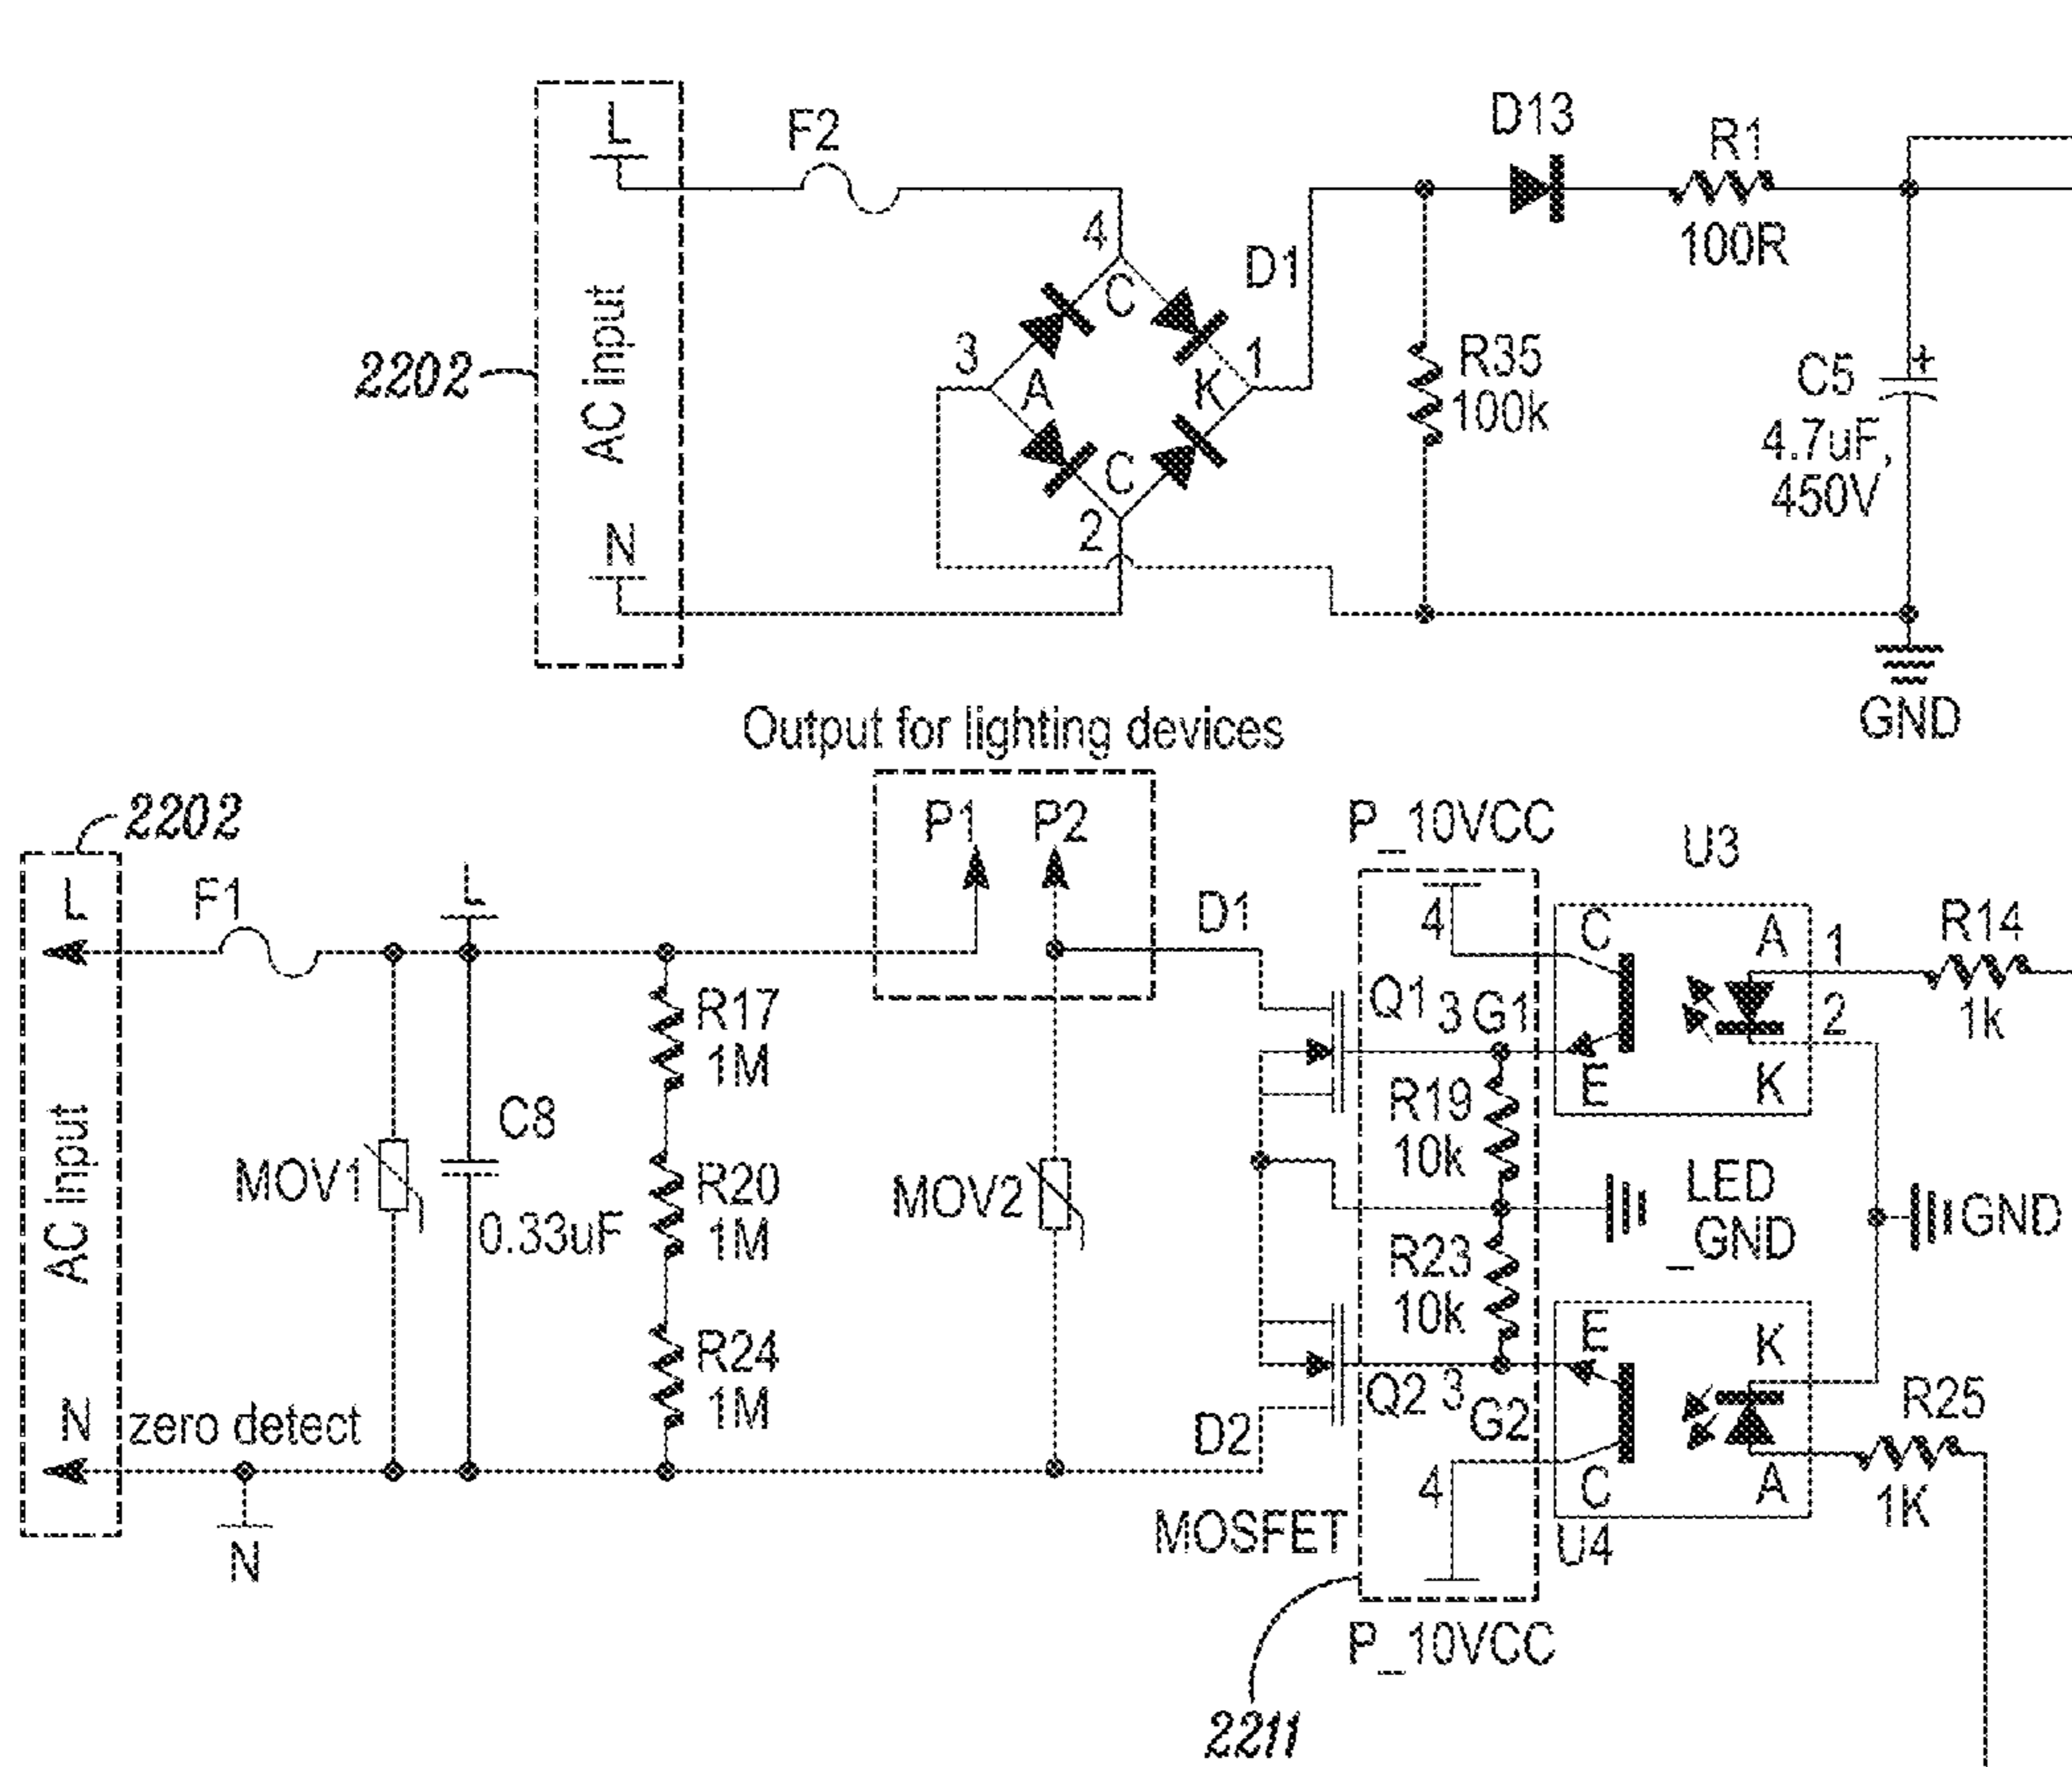 L
F2
D13
R1
100R
4
C
D1
3
A
K
1
R35
100k
C5
+
4.7uF,
450V
2202
AC input
C
2
N
GND
Output for lighting devices
2202
P1
P2
P_10VCC
U3
L
F1
L
D1
4
C
A
1
R14
1k
Q1
3
G1
2
E
K
R17
1M
R19
10k
C8
0.33uF
MOV1
R20
1M
MOV2
AC input
LED
_GND
GND
R23
10k
R24
1M
E
K
Q2
3
G2
R25
1K
N
zero detect
D2
4
C
A
MOSFET
U4
N
P_10VCC
2211